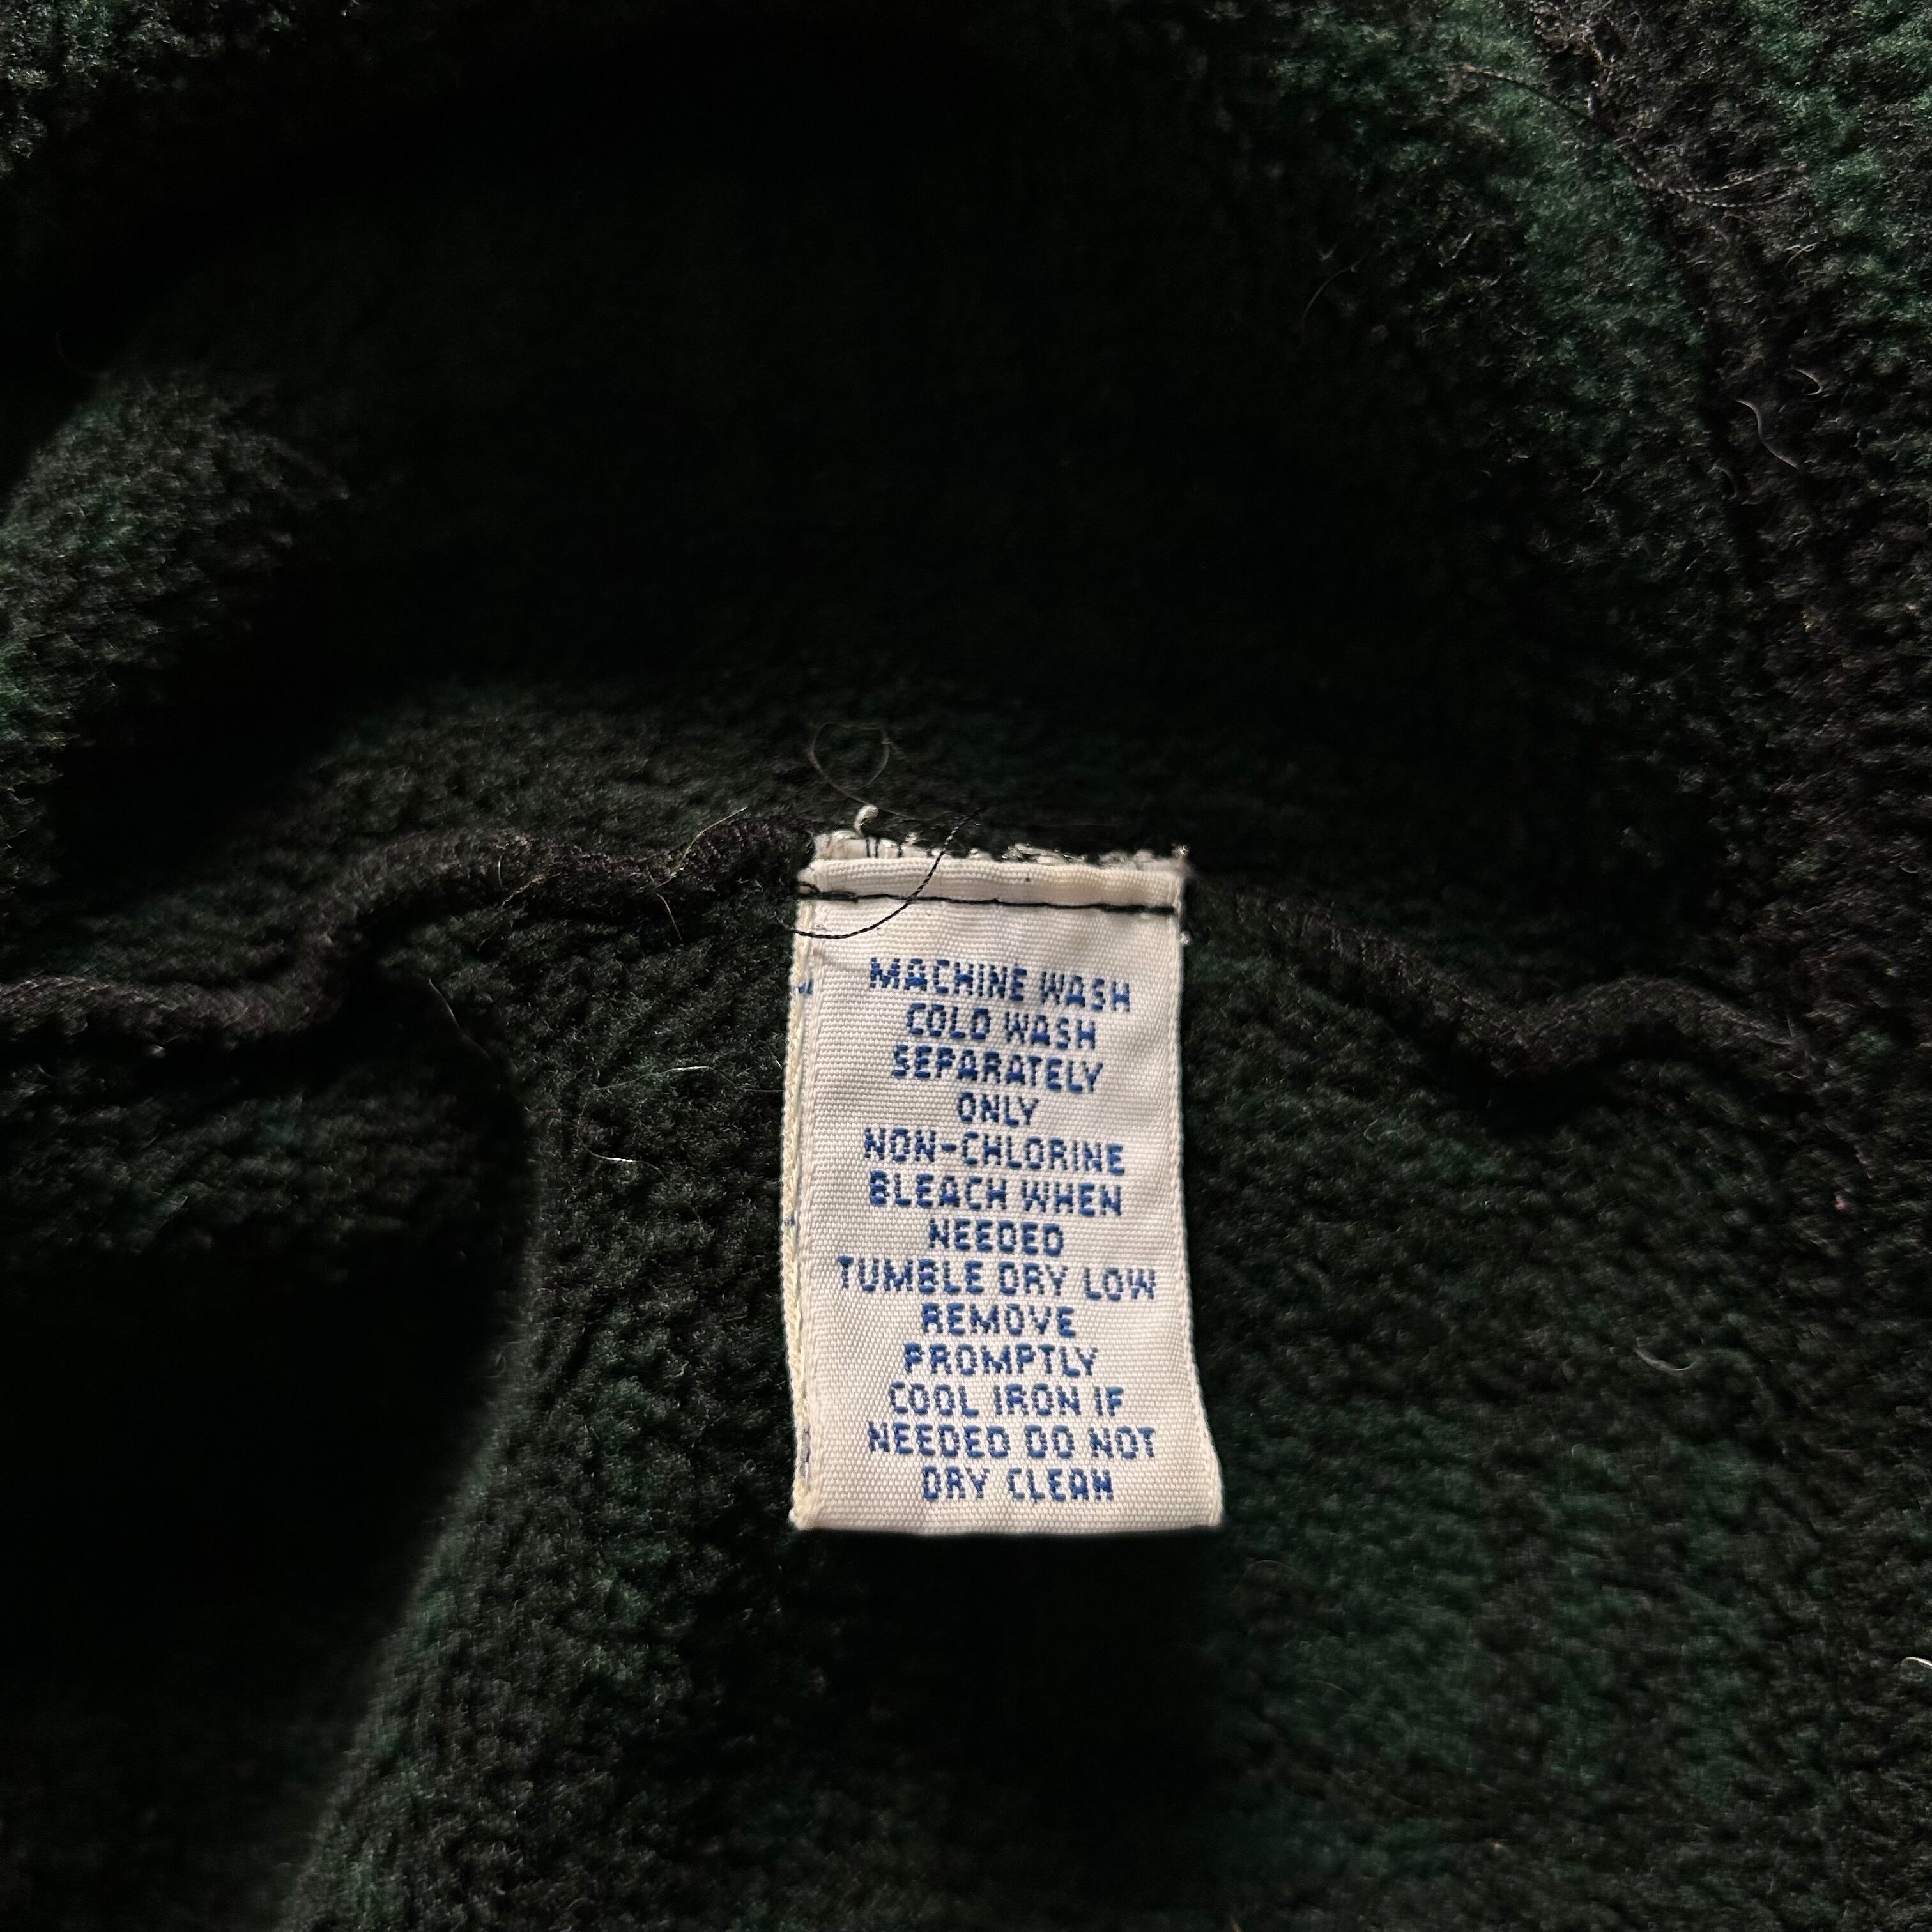 MACHINE WASH
COLD WASH
SEPARATELY
ONLY
NON-CHLORINE
BLEACH WHEN
NEEDED
TUMBLE DRY LOW
REMOVE
PROMPTLY
COOL IRON IF
NEEDED DO NOT
DRY CLEAN